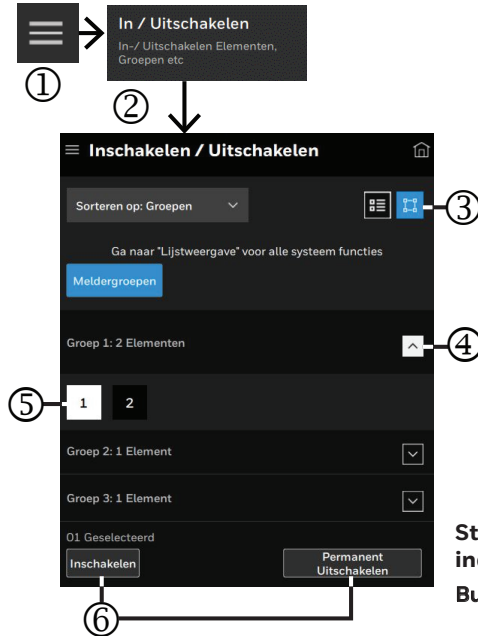 In / Uitschakelen
In-/ Uitschakelen Elementen,
Groepen etc
①
②
Inschakelen / Uitschakelen
Sorteren op: Groepen
③
Ga naar "Lijstweergave" voor alle systeem functies
Meldergroepen
Groep 1: 2 Elementen
④
⑤
1 2
Groep 2: 1 Element
Groep 3: 1 Element
01 Geselecteerd
Inschakelen
Permanent
Uitschakelen
⑥